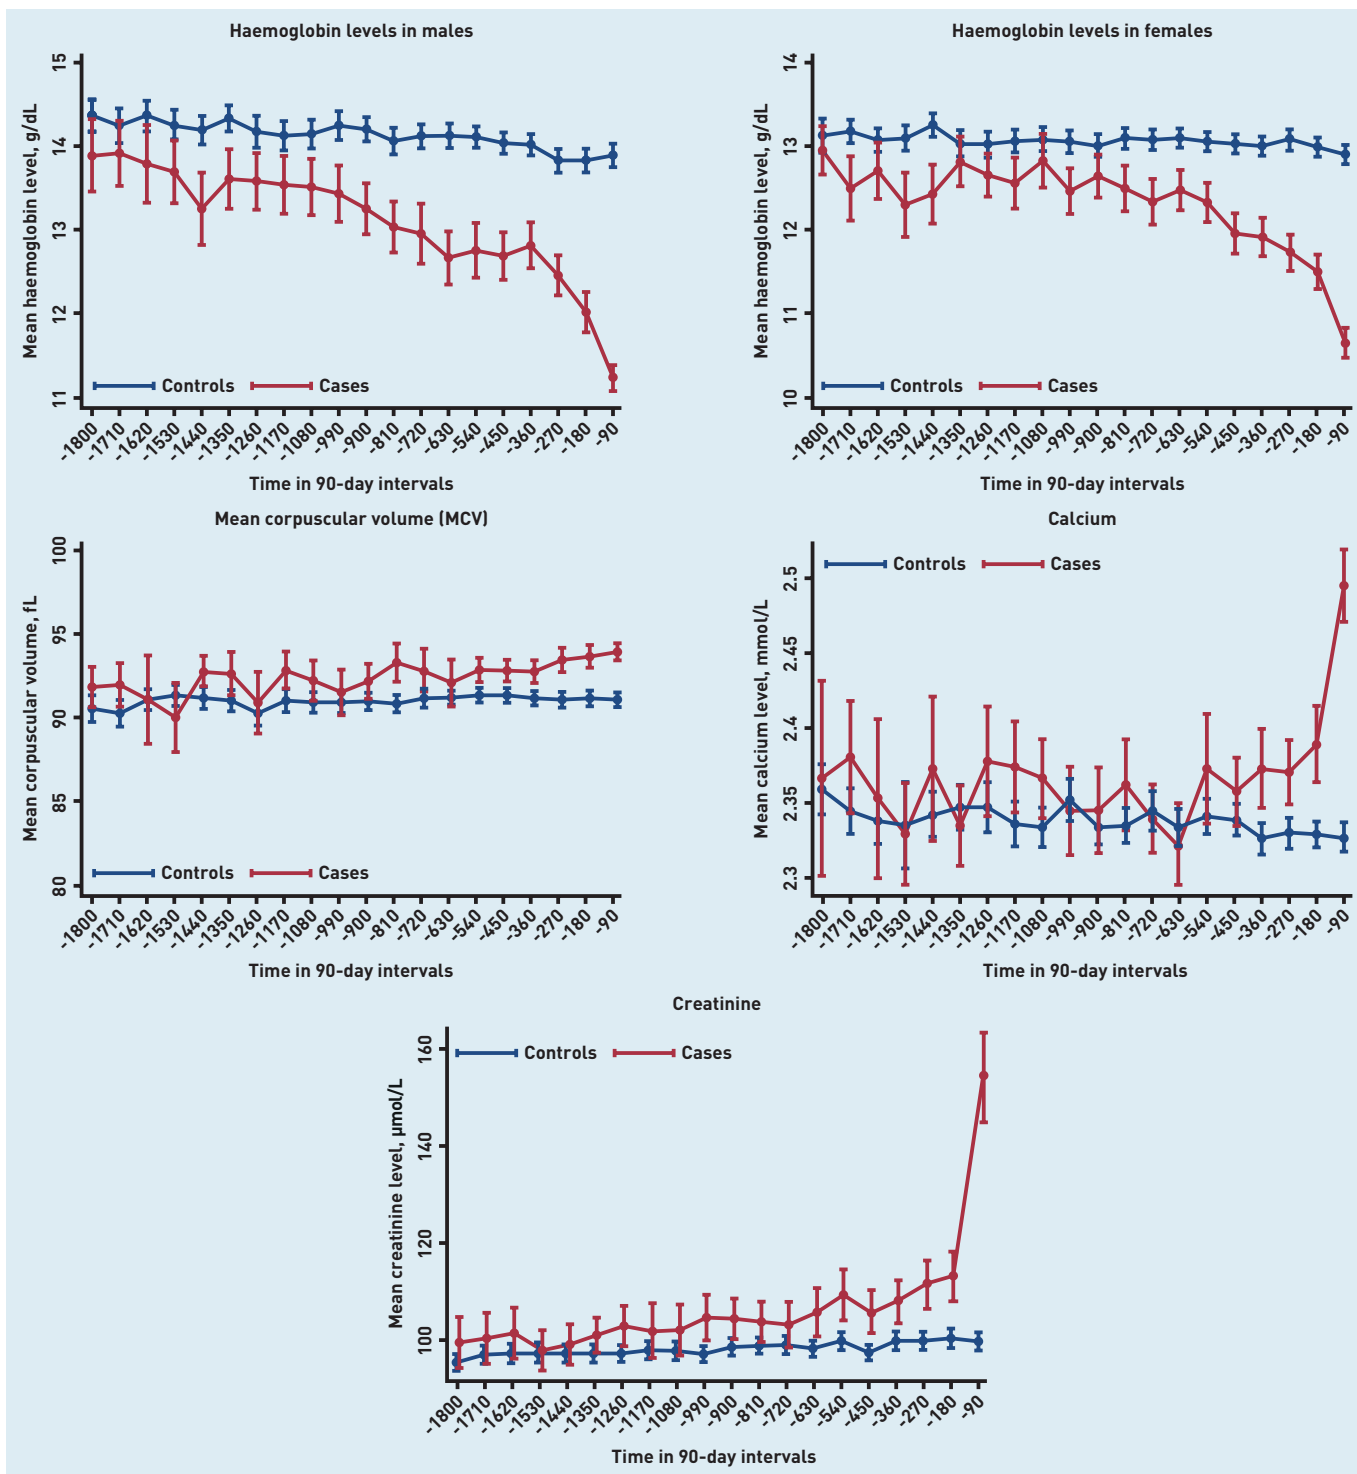 Haemoglobin levels in males
Mean haemoglobin level, g/dL
15
14
13
12
11
Controls Cases
-1800 -1710 -1620 -1530 -1440 -1350 -1260 -1170 -1080 -990 -900 -810 -720 -630 -540 -450 -360 -270 -180 -90
Time in 90-day intervals
Haemoglobin levels in females
Mean haemoglobin level, g/dL
14
13
12
11
10
Controls Cases
-1800 -1710 -1620 -1530 -1440 -1350 -1260 -1170 -1080 -990 -900 -810 -720 -630 -540 -450 -360 -270 -180 -90
Time in 90-day intervals
Mean corpuscular volume (MCV)
Mean corpuscular volume, fL
100
95
90
85
80
Controls Cases
-1800 -1710 -1620 -1530 -1440 -1350 -1260 -1170 -1080 -990 -900 -810 -720 -630 -540 -450 -360 -270 -180 -90
Time in 90-day intervals
Calcium
Mean calcium level, mmol/L
Controls Cases
2.5
2.45
2.4
2.35
2.3
-1800 -1710 -1620 -1530 -1440 -1350 -1260 -1170 -1080 -990 -900 -810 -720 -630 -540 -450 -360 -270 -180 -90
Time in 90-day intervals
Creatinine
Mean creatinine level, µmol/L
Controls Cases
160
140
120
100
-1800 -1710 -1620 -1530 -1440 -1350 -1260 -1170 -1080 -990 -900 -810 -720 -630 -540 -450 -360 -270 -180 -90
Time in 90-day intervals